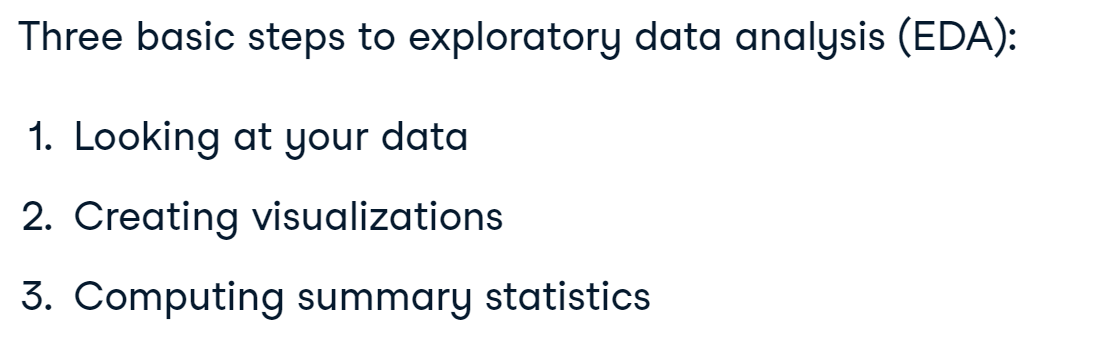 Three basic steps to exploratory data analysis (EDA):
1. Looking at your data
2. Creating visualizations
3. Computing summary statistics